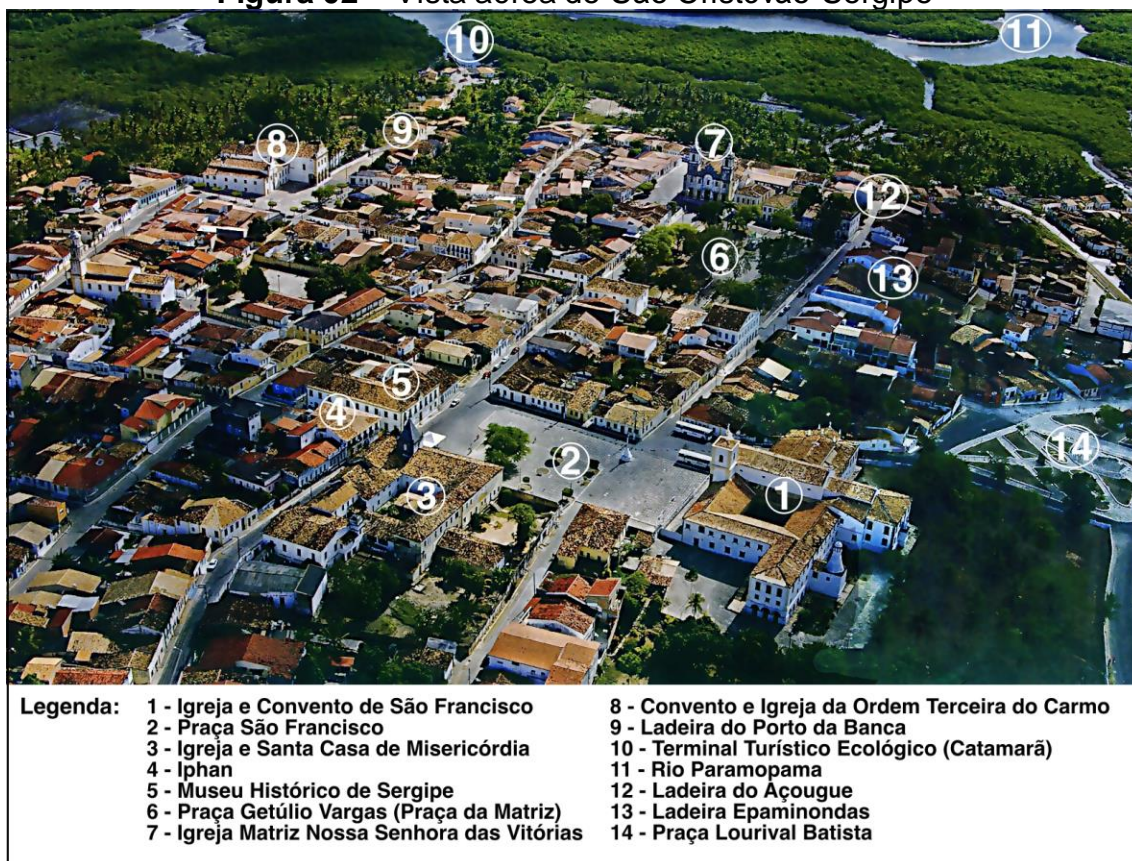 Figura – Vista aérea de São Cristóvão-Sergipe
10
11
8
9
7
12
6
13
5
4
14
2
3
1
Legenda:
1 - Igreja e Convento de São Francisco
2 - Praça São Francisco
3 - Igreja e Santa Casa de Misericórdia
4 - Iphan
5 - Museu Histórico de Sergipe
6 - Praça Getúlio Vargas (Praça da Matriz)
7 - Igreja Matriz Nossa Senhora das Vitórias
8 - Convento e Igreja da Ordem Terceira do Carmo
9 - Ladeira do Porto da Banca
10 - Terminal Turístico Ecológico (Catamarã)
11 - Rio Paramopama
12 - Ladeira do Açougue
13 - Ladeira Epaminondas
14 - Praça Lourival Batista